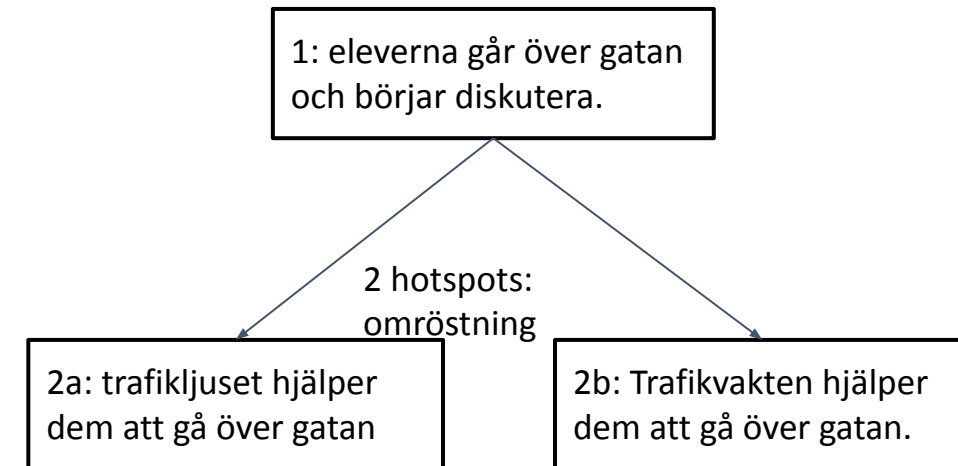 1: eleverna går över gatan
och börjar diskutera.
2 hotspots:
omröstning
2a: trafikljuset hjälper
dem att gå över gatan
2b: Trafikvakten hjälper
dem att gå över gatan.